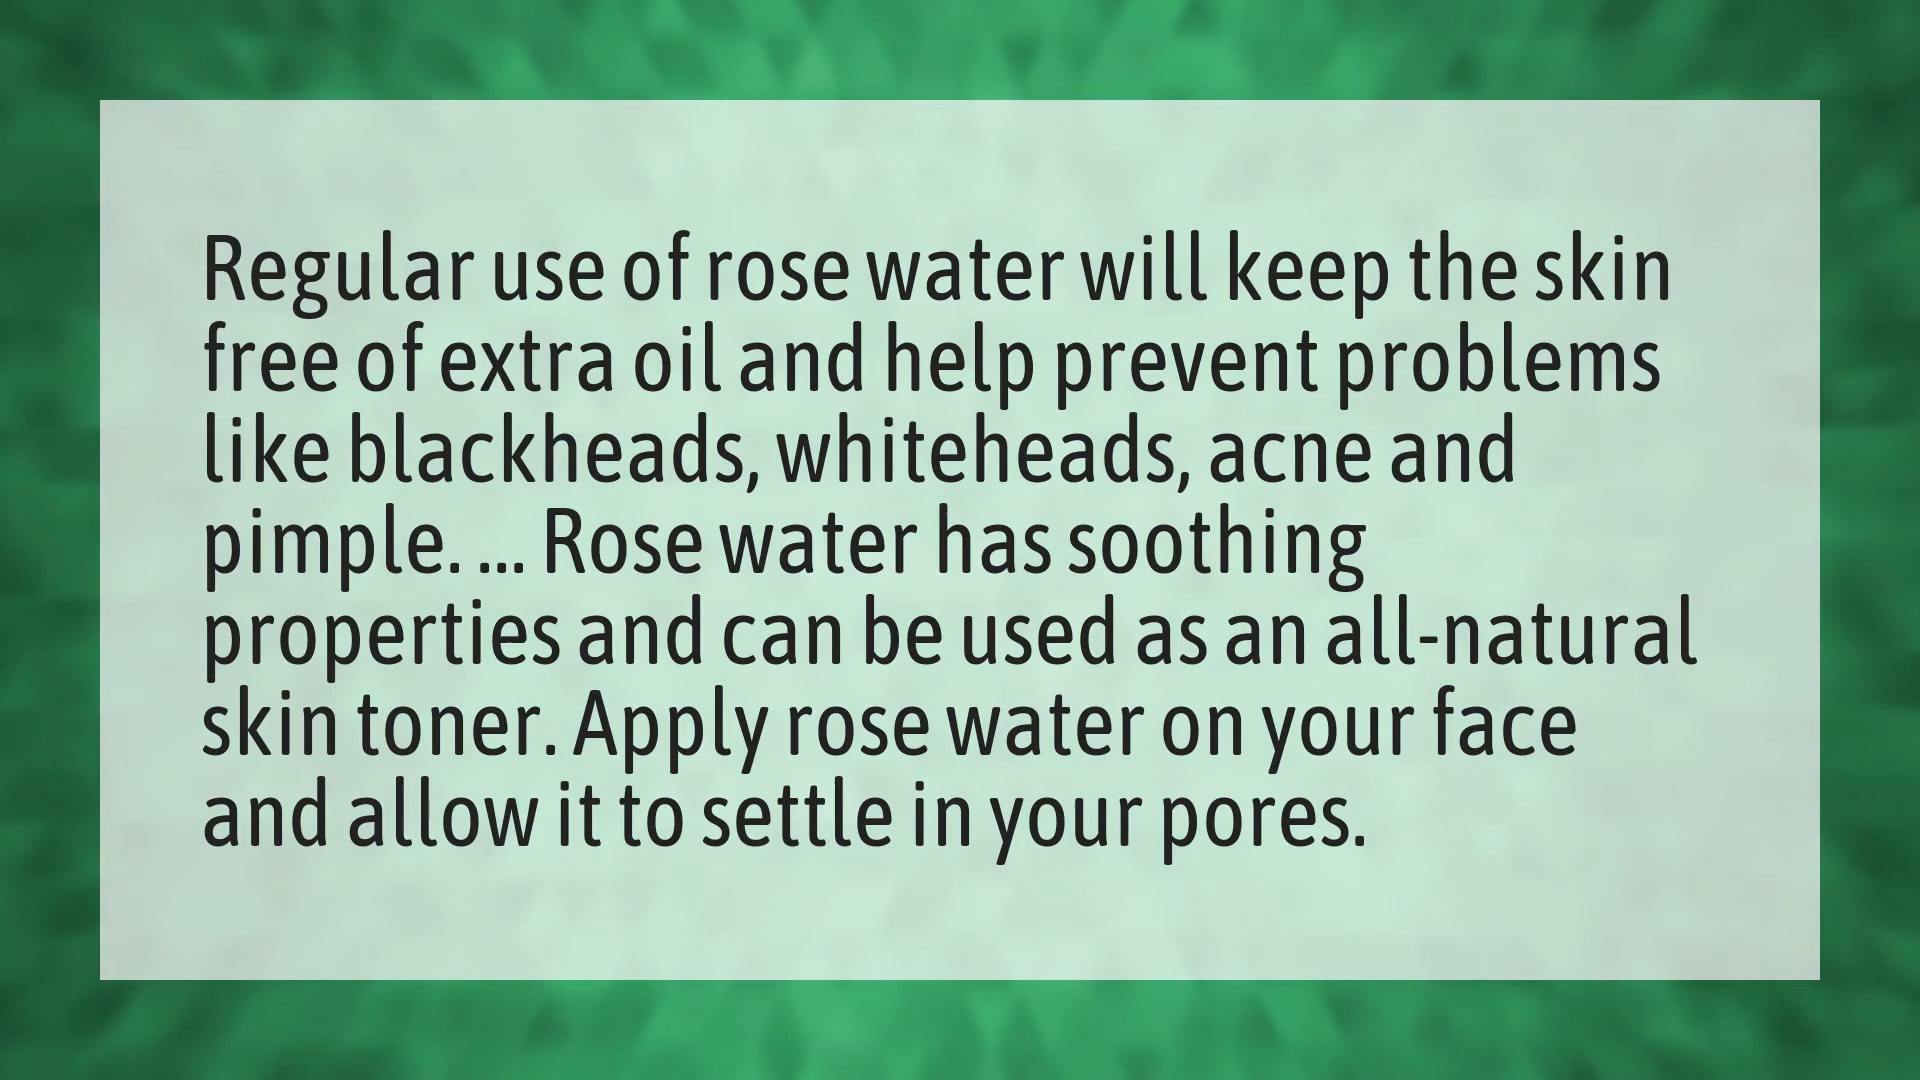 Regular use of rose water will keep the skin
free of extra oil and help prevent problems
like blackheads, whiteheads, acne and
pimple. ... Rose water has soothing
properties and can be used as an all-natural
skin toner. Apply rose water on your face
and allow it to settle in your pores.